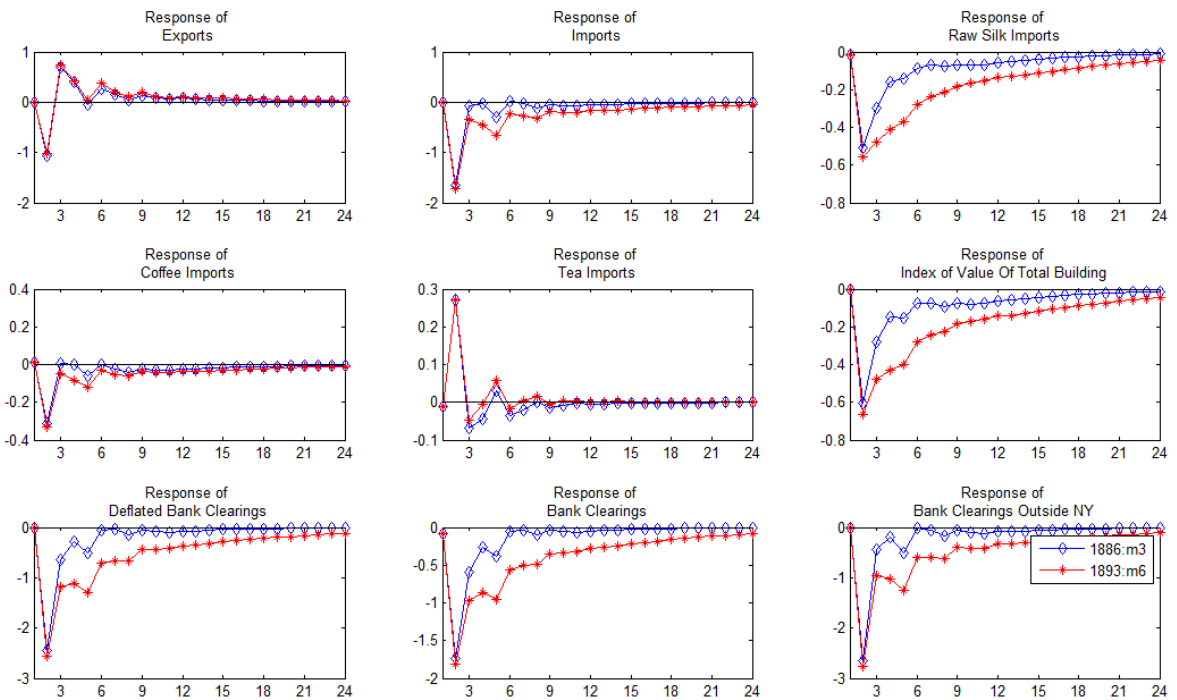 Response of
Exports
1
0
-1
-2
3 6 9 12 15 18 21 24
Response of
Imports
1
0
-1
-2
3 6 9 12 15 18 21 24
Response of
Raw Silk Imports
0
-0.2
-0.4
-0.6
-0.8
3 6 9 12 15 18 21 24
Response of
Coffee Imports
0.4
0.2
0
-0.2
-0.4
3 6 9 12 15 18 21 24
Response of
Tea Imports
0.3
0.2
0.1
0
-0.1
3 6 9 12 15 18 21 24
Response of
Index of Value Of Total Building
0
-0.2
-0.4
-0.6
-0.8
3 6 9 12 15 18 21 24
Response of
Deflated Bank Clearings
0
-1
-2
-3
3 6 9 12 15 18 21 24
Response of
Bank Clearings
0
-0.5
-1
-1.5
-2
3 6 9 12 15 18 21 24
Response of
Bank Clearings Outside NY
0
-1
-2
-3
1886:m3
1893:m6
3 6 9 12 15 18 21 24